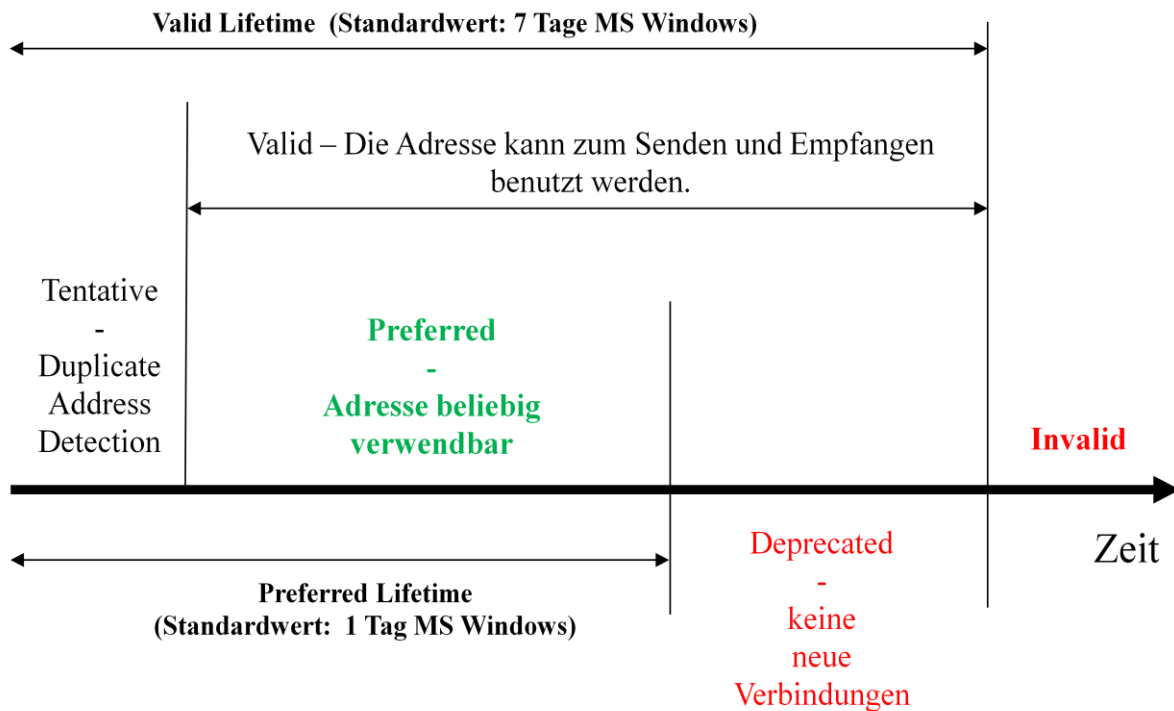 Valid Lifetime (Standardwert: 7 Tage MS Windows)
Valid – Die Adresse kann zum Senden und Empfangen
benutzt werden.
Tentative
-
Duplicate
Address
Detection
Preferred
-
Adresse beliebig
verwendbar
Invalid
Zeit
Preferred Lifetime
(Standardwert: 1 Tag MS Windows)
Deprecated
-
keine
neue
Verbindungen